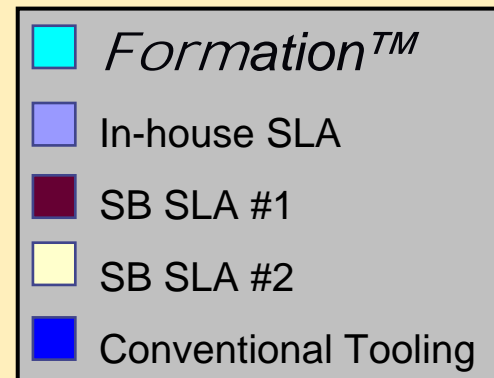 Formation™
In-house SLA
SB SLA #1
SB SLA #2
Conventional Tooling